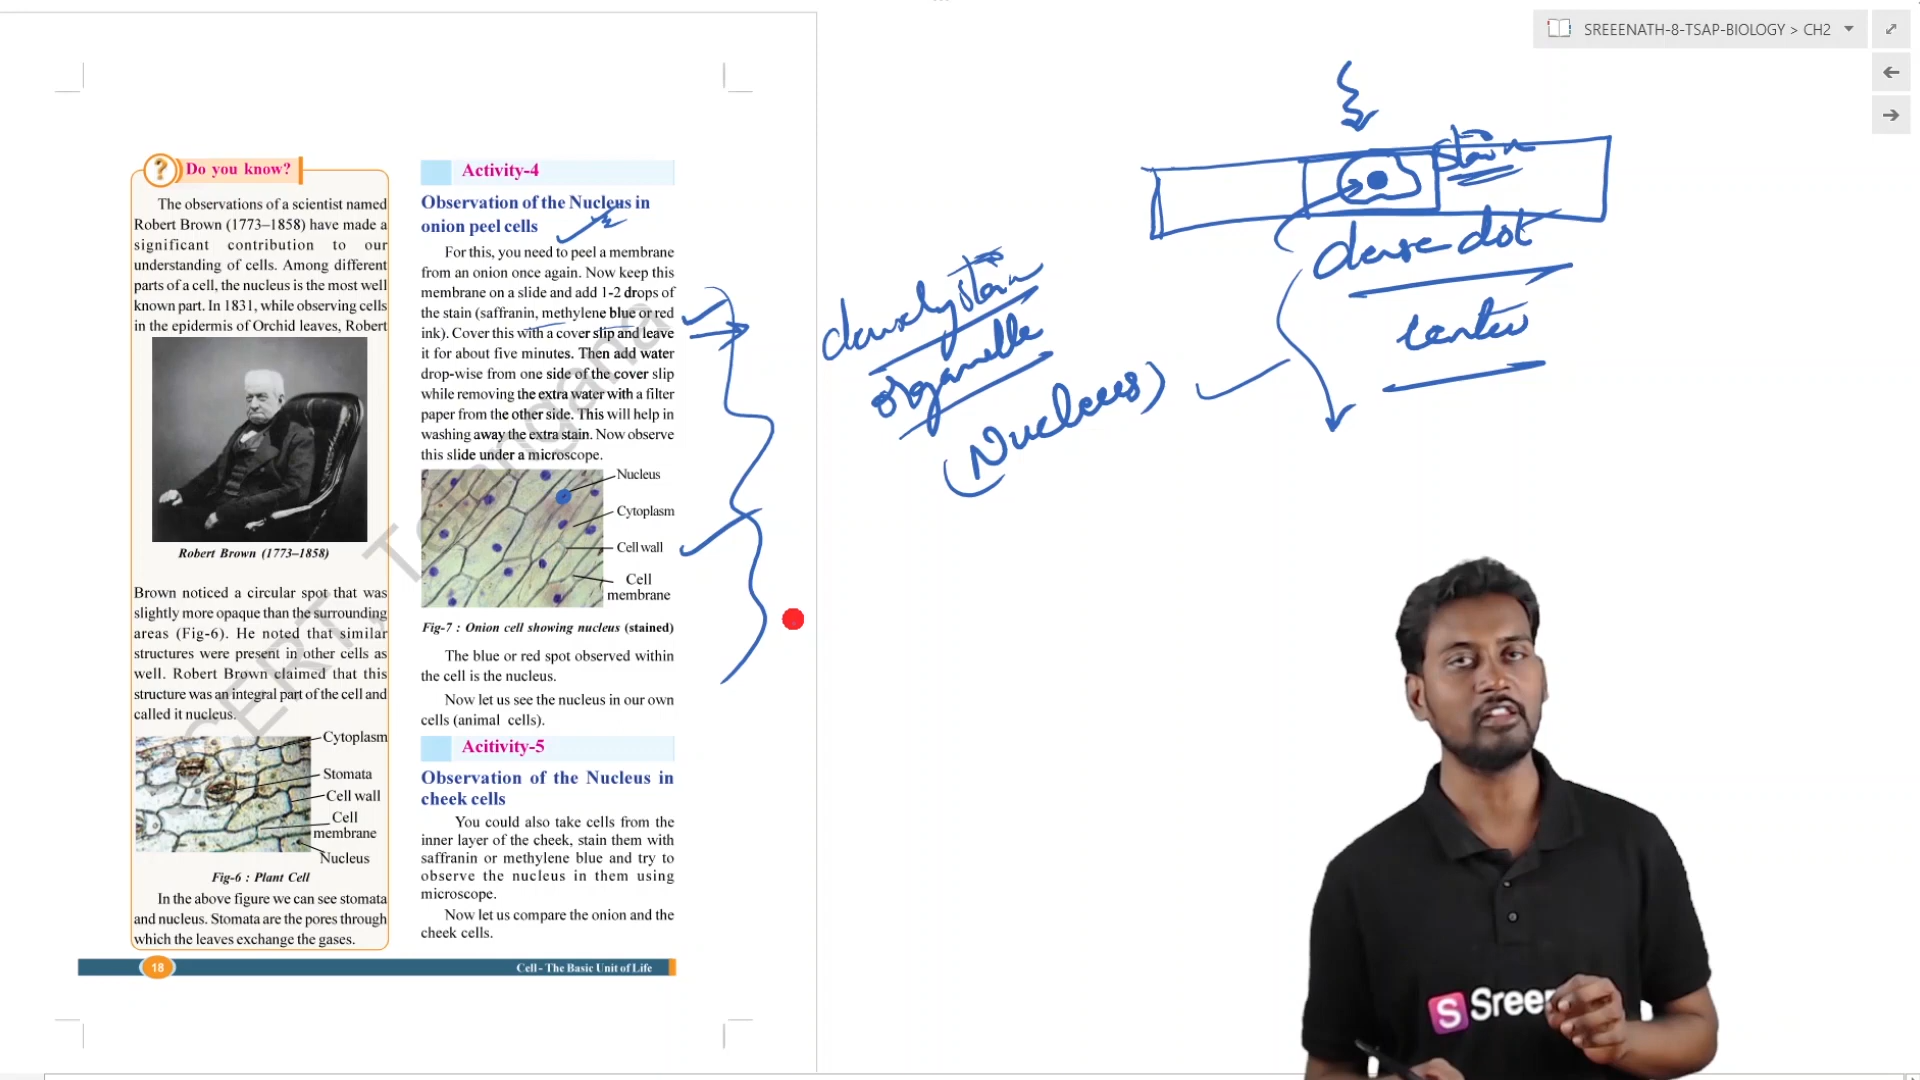 SREEENATH-8-TSAP-BIOLOGY > CH2
Do you know?
The observations of a scientist named
Robert Brown (1773–1858) have made a
significant contribution to our
understanding of cells. Among different
parts of a cell, the nucleus is the most well
known part. In 1831, while observing cells
in the epidermis of Orchid leaves, Robert
Robert Brown (1773–1858)
Brown noticed a circular spot that was
slightly more opaque than the surrounding
areas (Fig-6). He noted that similar
structures were present in other cells as
well. Robert Brown claimed that this
structure was an integral part of the cell and
called it nucleus.
Cytoplasm
Stomata
Cell wall
Cell
membrane
Nucleus
Fig-6 : Plant Cell
In the above figure we can see stomata
and nucleus. Stomata are the pores through
which the leaves exchange the gases.
Activity-4
Observation of the Nucleus in
onion peel cells
For this, you need to peel a membrane
from an onion once again. Now keep this
membrane on a slide and add 1-2 drops of
the stain (saffranin, methylene blue or red
ink). Cover this with a cover slip and leave
it for about five minutes. Then add water
drop-wise from one side of the cover slip
while removing the extra water with a filter
paper from the other side. This will help in
washing away the extra stain. Now observe
this slide under a microscope.
Nucleus
Cytoplasm
Cell wall
Cell
membrane
Fig-7 : Onion cell showing nucleus (stained)
The blue or red spot observed within
the cell is the nucleus.
Now let us see the nucleus in our own
cells (animal cells).
Acitivity-5
Observation of the Nucleus in
cheek cells
You could also take cells from the
inner layer of the cheek, stain them with
saffranin or methylene blue and try to
observe the nucleus in them using
microscope.
Now let us compare the onion and the
cheek cells.
18
Cell - The Basic Unit of Life
stain
dense dot
center
densely stain
organelle
(Nucleus)
S Sreen